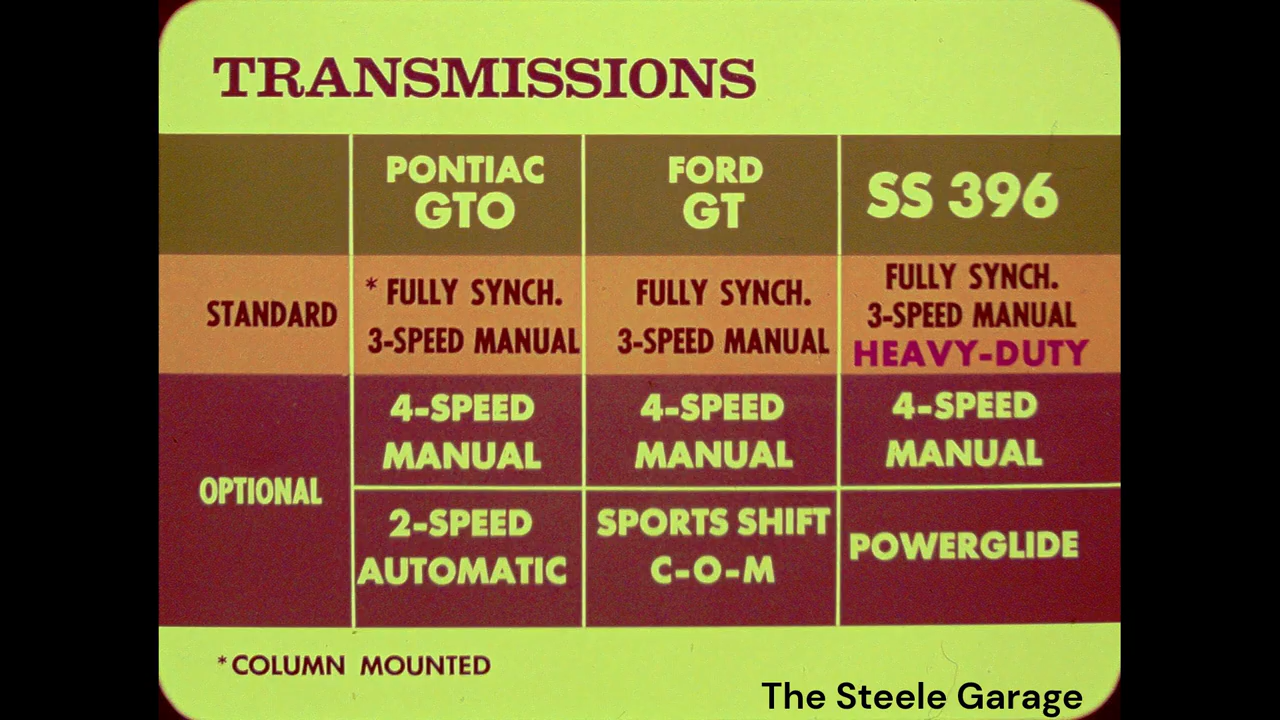 TRANSMISSIONS
PONTIAC GTO
FORD GT
SS 396
STANDARD
* FULLY SYNCH.
3-SPEED MANUAL
FULLY SYNCH.
3-SPEED MANUAL
FULLY SYNCH.
3-SPEED MANUAL
HEAVY-DUTY
OPTIONAL
4-SPEED
MANUAL
4-SPEED
MANUAL
4-SPEED
MANUAL
2-SPEED
AUTOMATIC
SPORTS SHIFT
C-O-M
POWERGLIDE
*COLUMN MOUNTED
The Steele Garage